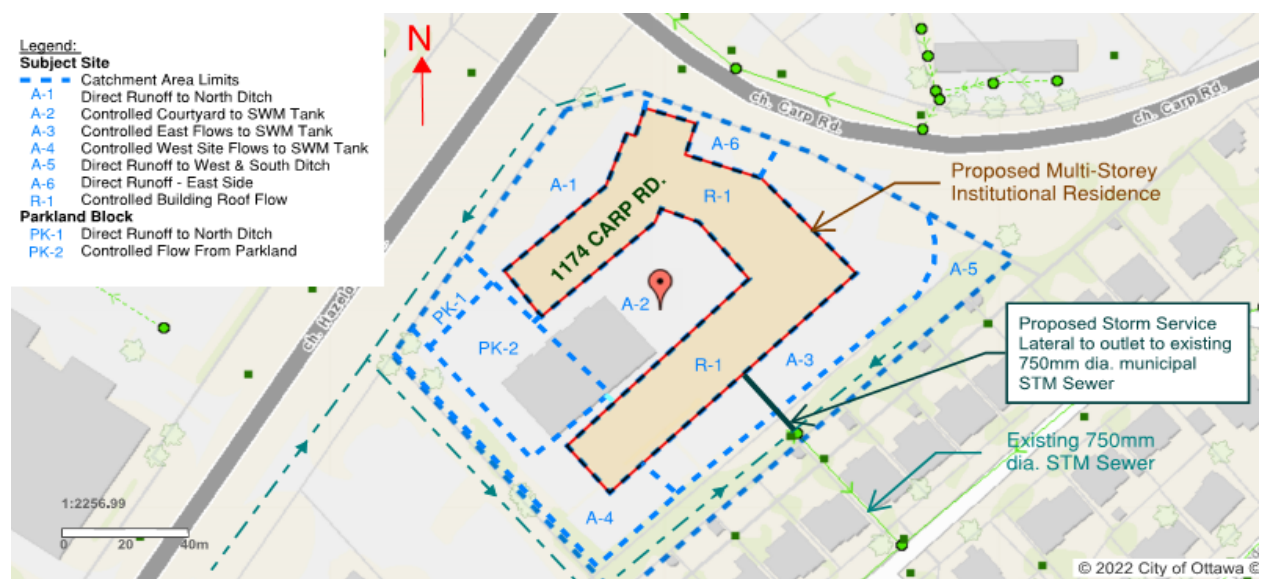 Legend:
Subject Site
Catchment Area Limits
A-1 Direct Runoff to North Ditch
A-2 Controlled Courtyard to SWM Tank
A-3 Controlled East Flows to SWM Tank
A-4 Controlled West Site Flows to SWM Tank
A-5 Direct Runoff to West & South Ditch
A-6 Direct Runoff - East Side
R-1 Controlled Building Roof Flow
Parkland Block
PK-1 Direct Runoff to North Ditch
PK-2 Controlled Flow From Parkland
N
ch. Carp Rd.
ch. Carp Rd.
A-6
A-1
R-1
Proposed Multi-Storey
Institutional Residence
1174 CARP RD.
A-5
A-2
PK-1
PK-2
ch. Hazeld
Proposed Storm Service
Lateral to outlet to existing
750mm dia. municipal
STM Sewer
A-3
R-1
Existing 750mm
dia. STM Sewer
A-4
1:2256.99
0 20 40m
© 2022 City of Ottawa ©